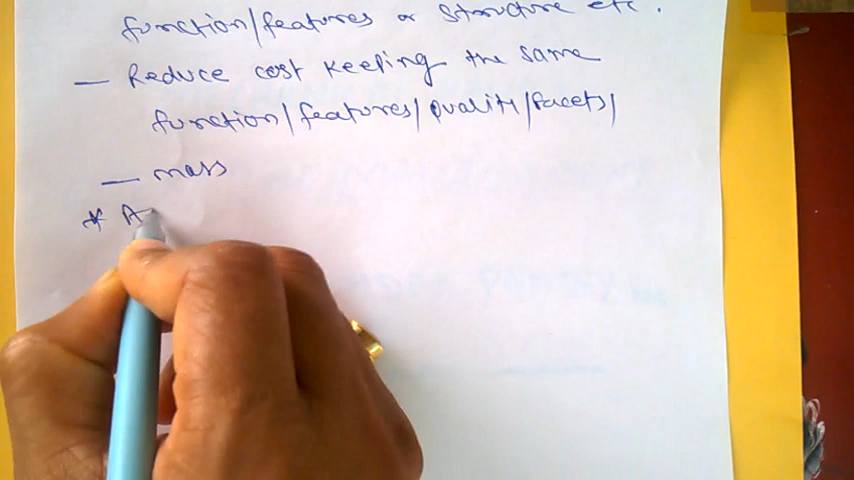 function/features or structure etc.
— Reduce cost keeping the same
function/features/quality/facets/
— mass
* A